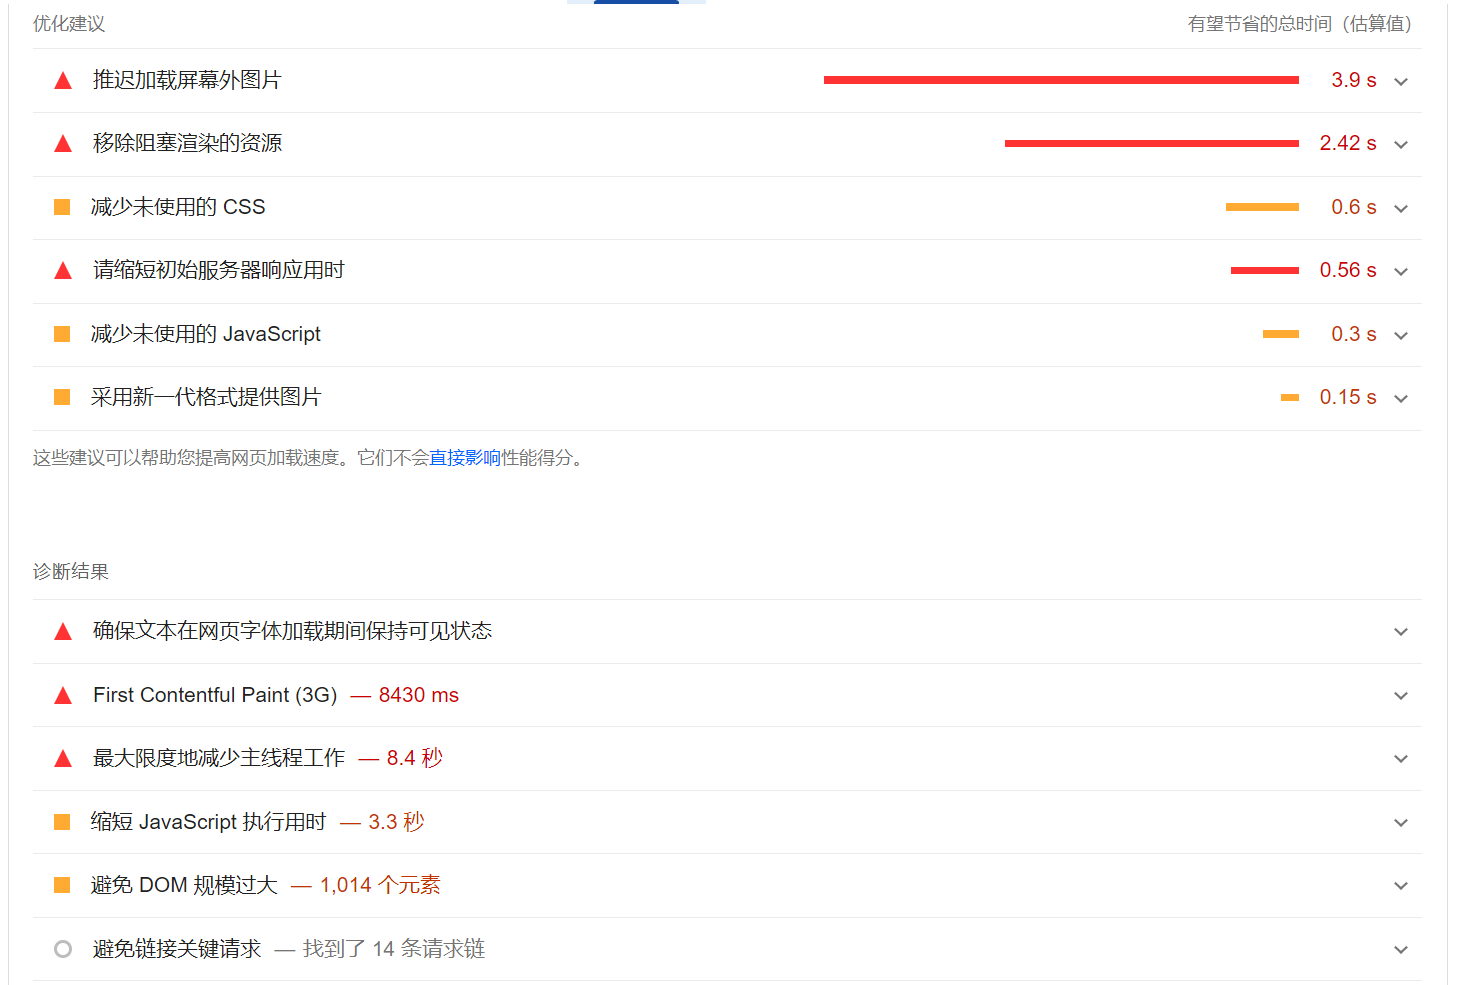 优化建议 有望节省的总时间（估算值）
推迟加载屏幕外图片 3.9 s
移除阻塞渲染的资源 2.42 s
减少未使用的 CSS 0.6 s
请缩短初始服务器响应用时 0.56 s
减少未使用的 JavaScript 0.3 s
采用新一代格式提供图片 0.15 s
这些建议可以帮助您提高网页加载速度。它们不会直接影响性能得分。
诊断结果
确保文本在网页字体加载期间保持可见状态
First Contentful Paint (3G) — 8430 ms
最大限度地减少主线程工作 — 8.4 秒
缩短 JavaScript 执行用时 — 3.3 秒
避免 DOM 规模过大 — 1,014 个元素
避免链接关键请求 — 找到了 14 条请求链